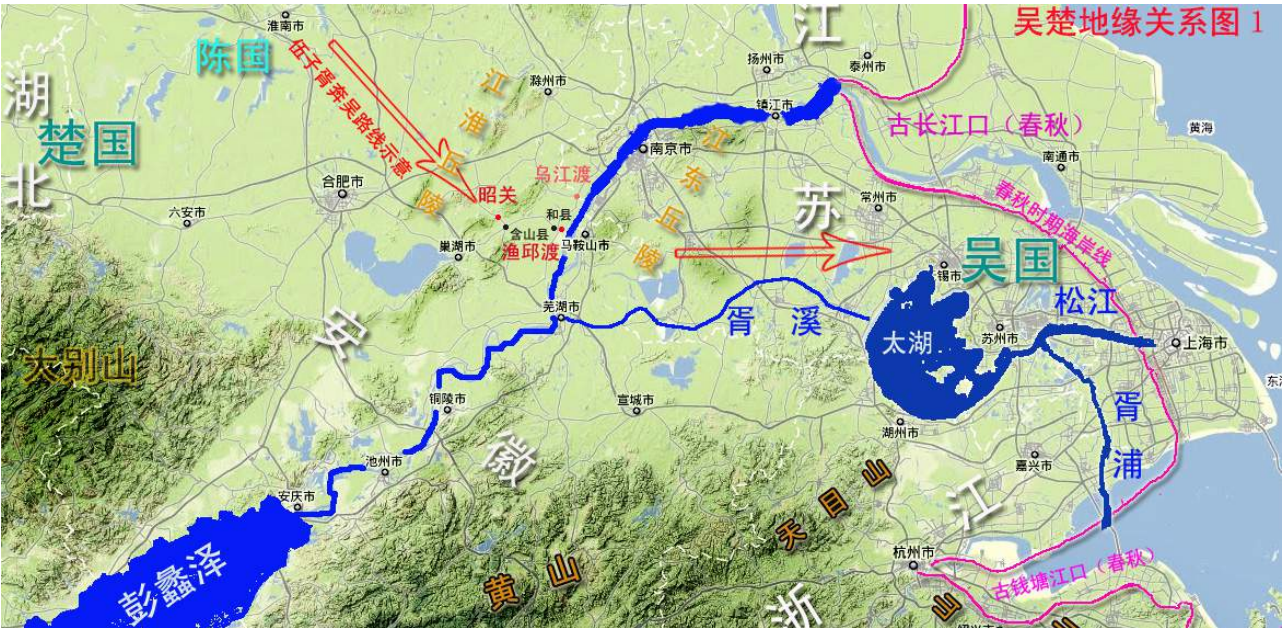 吴楚地缘关系图 1
淮南市
陈国
伍子胥奔吴路线示意
江淮丘陵
滁州市
扬州市
江
泰州市
镇江市
古长江口（春秋）
黄海
湖
楚国
北
南京市
江东丘陵
南通市
春秋时期海岸线
合肥市
六安市
昭关
乌江渡
和县
含山县
渔邱渡
马鞍山市
巢湖市
苏
常州市
锡市
吴国
松江
芜湖市
胥溪
太湖
苏州市
上海市
安
大别山
铜陵市
宣城市
湖州市
胥浦
嘉兴市
徽
池州市
安庆市
天目山
江
杭州市
彭蠡泽
黄山
浙
古钱塘江口（春秋）
山
山